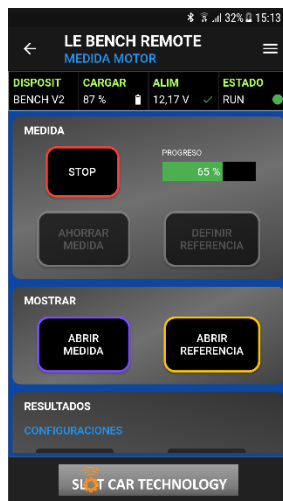 32% 15:13
LE BENCH REMOTE
MEDIDA MOTOR
DISPOSIT CARGAR ALIM ESTADO
BENCH V2 87 % 12,17 V RUN
MEDIDA
PROGRESO
STOP
65 %
AHORRAR
MEDIDA
DEFINIR
REFERENCIA
MOSTRAR
ABRIR
MEDIDA
ABRIR
REFERENCIA
RESULTADOS
CONFIGURACIONES
SLOT CAR TECHNOLOGY